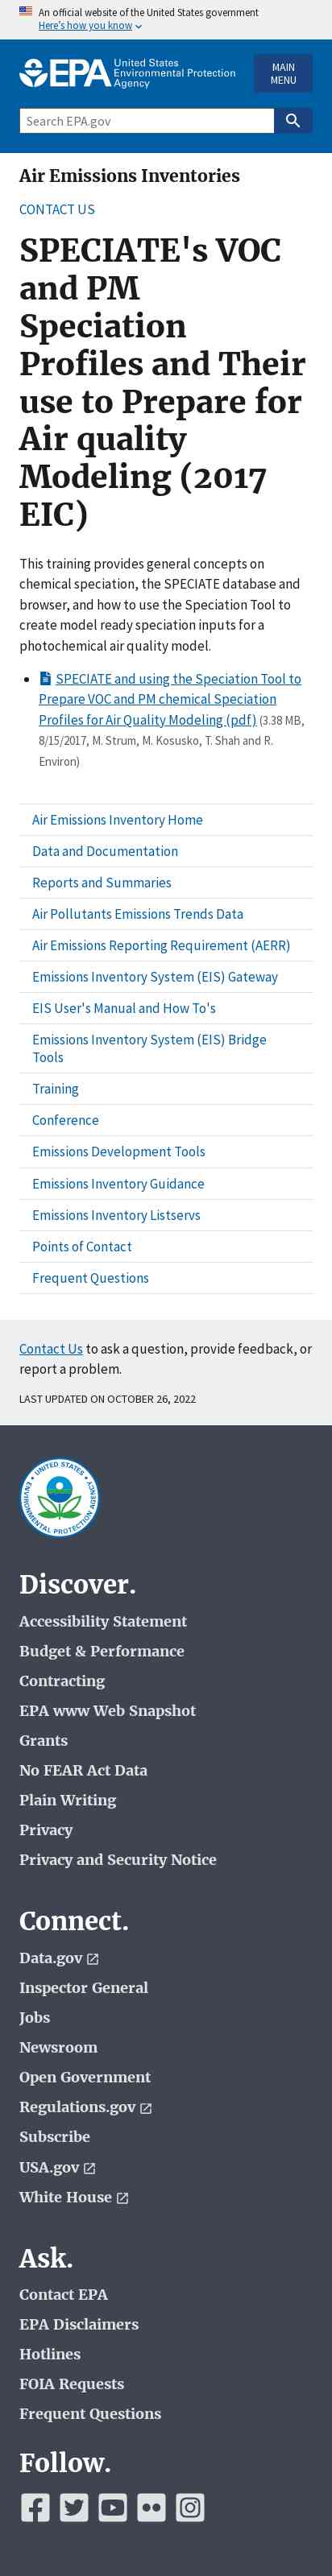 An official website of the United States government
Here's how you know
EPA United States
Environmental Protection
Agency
MAIN
MENU
Search EPA.gov
Air Emissions Inventories
CONTACT US
SPECIATE's VOC
and PM
Speciation
Profiles and Their
use to Prepare for
Air quality
Modeling (2017
EIC)
This training provides general concepts on
chemical speciation, the SPECIATE database and
browser, and how to use the Speciation Tool to
create model ready speciation inputs for a
photochemical air quality model.
SPECIATE and using the Speciation Tool to
Prepare VOC and PM chemical Speciation
Profiles for Air Quality Modeling (pdf) (3.38 MB,
8/15/2017, M. Strum, M. Kosusko, T. Shah and R.
Environ)
Air Emissions Inventory Home
Data and Documentation
Reports and Summaries
Air Pollutants Emissions Trends Data
Air Emissions Reporting Requirement (AERR)
Emissions Inventory System (EIS) Gateway
EIS User's Manual and How To's
Emissions Inventory System (EIS) Bridge
Tools
Training
Conference
Emissions Development Tools
Emissions Inventory Guidance
Emissions Inventory Listservs
Points of Contact
Frequent Questions
Contact Us to ask a question, provide feedback, or
report a problem.
LAST UPDATED ON OCTOBER 26, 2022
UNITED STATES
ENVIRONMENTAL PROTECTION AGENCY
Discover.
Accessibility Statement
Budget & Performance
Contracting
EPA www Web Snapshot
Grants
No FEAR Act Data
Plain Writing
Privacy
Privacy and Security Notice
Connect.
Data.gov
Inspector General
Jobs
Newsroom
Open Government
Regulations.gov
Subscribe
USA.gov
White House
Ask.
Contact EPA
EPA Disclaimers
Hotlines
FOIA Requests
Frequent Questions
Follow.